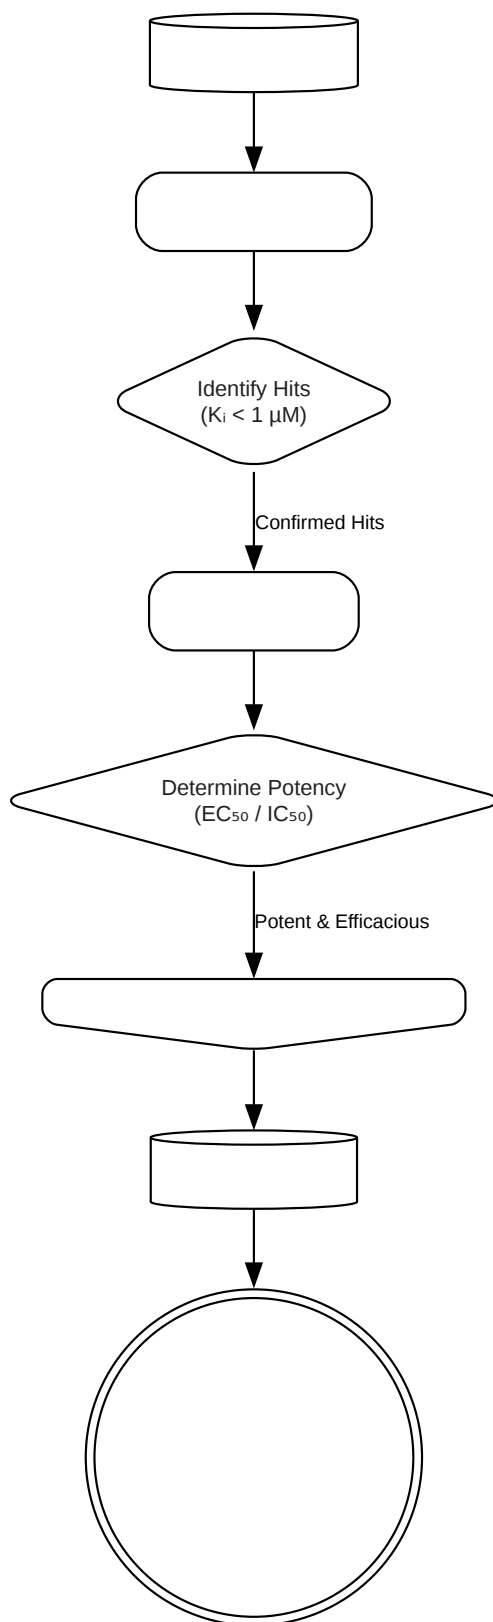 Identify Hits
(Kᵢ < 1 µM)
Confirmed Hits
Determine Potency
(EC₅₀ / IC₅₀)
Potent & Efficacious